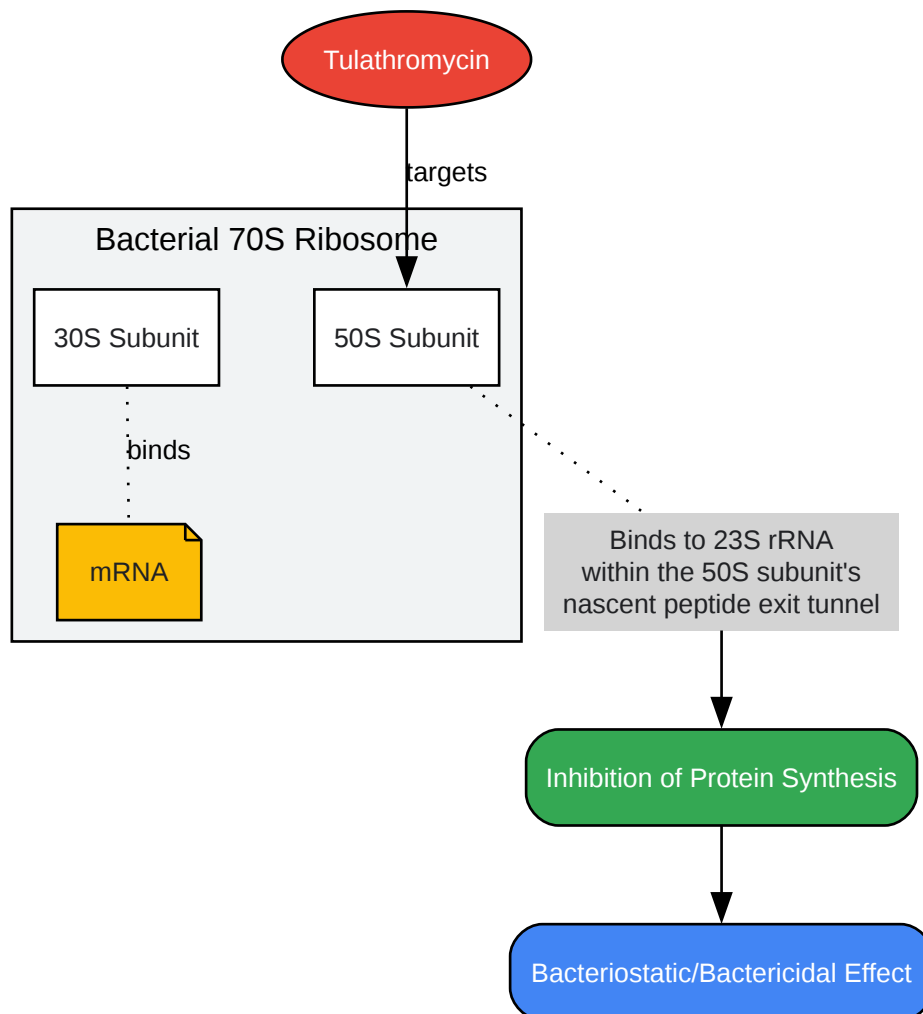 Tulathromycin
targets
Bacterial 70S Ribosome
30S Subunit
50S Subunit
binds
mRNA
Binds to 23S rRNA
within the 50S subunit's
nascent peptide exit tunnel
Inhibition of Protein Synthesis
Bacteriostatic/Bactericidal Effect